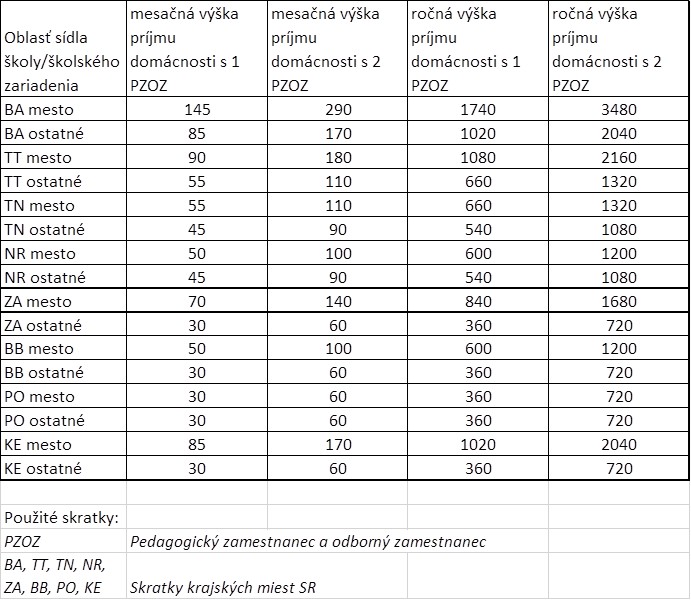 Oblasť sídla školy/školského zariadenia	mesačná výška príjmu domácnosti s 1 PZOZ	mesačná výška príjmu domácnosti s 2 PZOZ	ročná výška príjmu domácnosti s 1 PZOZ	ročná výška príjmu domácnosti s 2 PZOZ
BA mesto	145	290	1740	3480
BA ostatné	85	170	1020	2040
TT mesto	90	180	1080	2160
TT ostatné	55	110	660	1320
TN mesto	55	110	660	1320
TN ostatné	45	90	540	1080
NR mesto	50	100	600	1200
NR ostatné	45	90	540	1080
ZA mesto	70	140	840	1680
ZA ostatné	30	60	360	720
BB mesto	50	100	600	1200
BB ostatné	30	60	360	720
PO mesto	30	60	360	720
PO ostatné	30	60	360	720
KE mesto	85	170	1020	2040
KE ostatné	30	60	360	720
Použité skratky:
PZOZ	Pedagogický zamestnanec a odborný zamestnanec
BA, TT, TN, NR,
ZA, BB, PO, KE	Skratky krajských miest SR